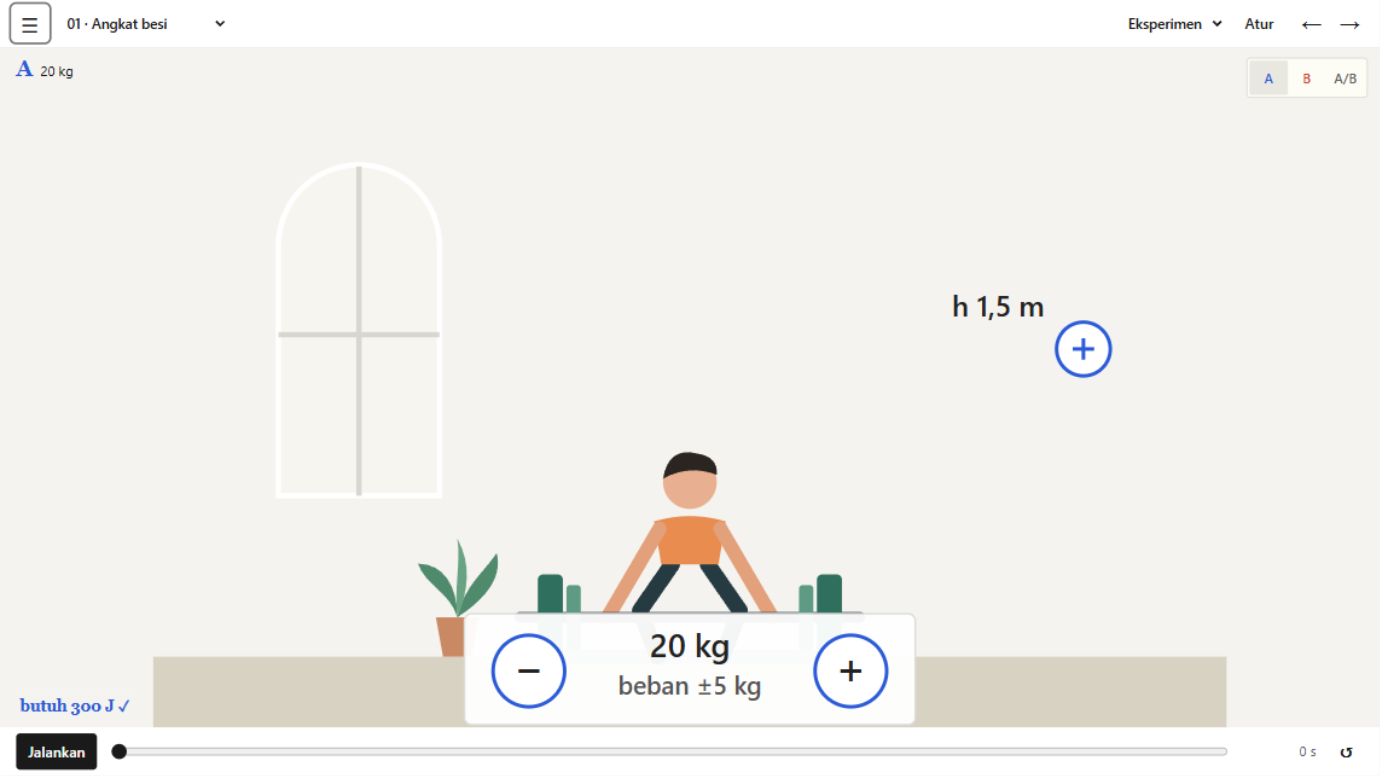 ☰ 01 · Angkat besi
Eksperimen Atur ← →
A 20 kg
A B A/B
h 1,5 m
+
− 20 kg +
beban ±5 kg
butuh 300 J ✓
Jalankan 0 s ↺